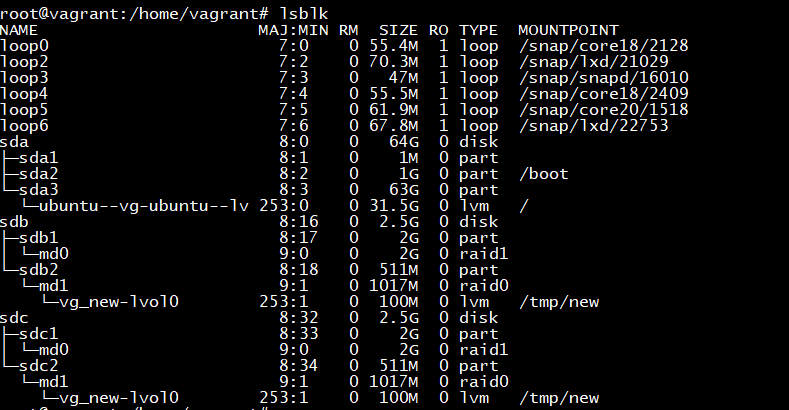 root@vagrant:/home/vagrant# lsblk
NAME                      MAJ:MIN RM  SIZE RO TYPE  MOUNTPOINT
loop0                       7:0    0 55.4M  1 loop  /snap/core18/2128
loop2                       7:2    0 70.3M  1 loop  /snap/lxd/21029
loop3                       7:3    0   47M  1 loop  /snap/snapd/16010
loop4                       7:4    0 55.5M  1 loop  /snap/core18/2409
loop5                       7:5    0 61.9M  1 loop  /snap/core20/1518
loop6                       7:6    0 67.8M  1 loop  /snap/lxd/22753
sda                         8:0    0   64G  0 disk
├─sda1                      8:1    0    1M  0 part
├─sda2                      8:2    0    1G  0 part  /boot
└─sda3                      8:3    0   63G  0 part
  └─ubuntu--vg-ubuntu--lv 253:0    0 31.5G  0 lvm   /
sdb                         8:16   0  2.5G  0 disk
├─sdb1                      8:17   0    2G  0 part
│ └─md0                     9:0    0    2G  0 raid1
└─sdb2                      8:18   0  511M  0 part
  └─md1                     9:1    0 1017M  0 raid0
    └─vg_new-lvol0        253:1    0  100M  0 lvm   /tmp/new
sdc                         8:32   0  2.5G  0 disk
├─sdc1                      8:33   0    2G  0 part
│ └─md0                     9:0    0    2G  0 raid1
└─sdc2                      8:34   0  511M  0 part
  └─md1                     9:1    0 1017M  0 raid0
    └─vg_new-lvol0        253:1    0  100M  0 lvm   /tmp/new
root@vagrant:/home/vagrant#